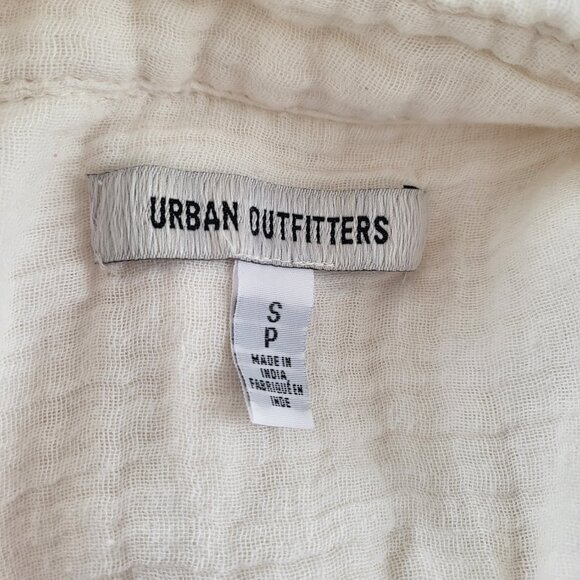 URBAN OUTFITTERS
S
P
MADE IN
INDIA
FABRIQUÉ EN
INDE